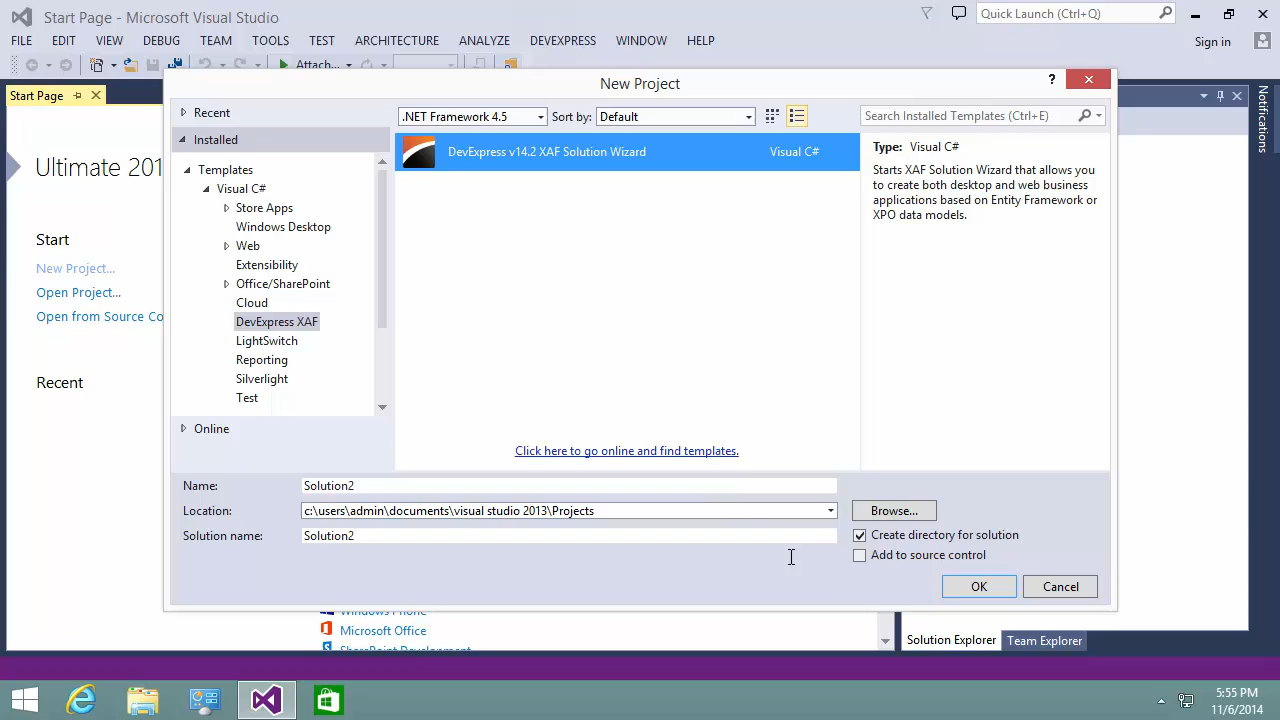 Start Page - Microsoft Visual Studio
Quick Launch (Ctrl+Q)
FILE EDIT VIEW DEBUG TEAM TOOLS TEST ARCHITECTURE ANALYZE DEVEXPRESS WINDOW HELP
Sign in
Attach...
Start Page
Notifications
Ultimate 201
Start
New Project...
Open Project...
Open from Source Co
Recent
New Project
?
Recent
Installed
Templates
Visual C#
Store Apps
Windows Desktop
Web
Extensibility
Office/SharePoint
Cloud
DevExpress XAF
LightSwitch
Reporting
Silverlight
Test
Online
.NET Framework 4.5 Sort by: Default
Search Installed Templates (Ctrl+E)
DevExpress v14.2 XAF Solution Wizard Visual C#
Click here to go online and find templates.
Type: Visual C#
Starts XAF Solution Wizard that allows you
to create both desktop and web business
applications based on Entity Framework or
XPO data models.
Name: Solution2
Location: c:\users\admin\documents\visual studio 2013\Projects
Browse...
Solution name: Solution2
Create directory for solution
Add to source control
OK Cancel
Windows Phone
Microsoft Office
SharePoint Development
Solution Explorer Team Explorer
5:55 PM
11/6/2014